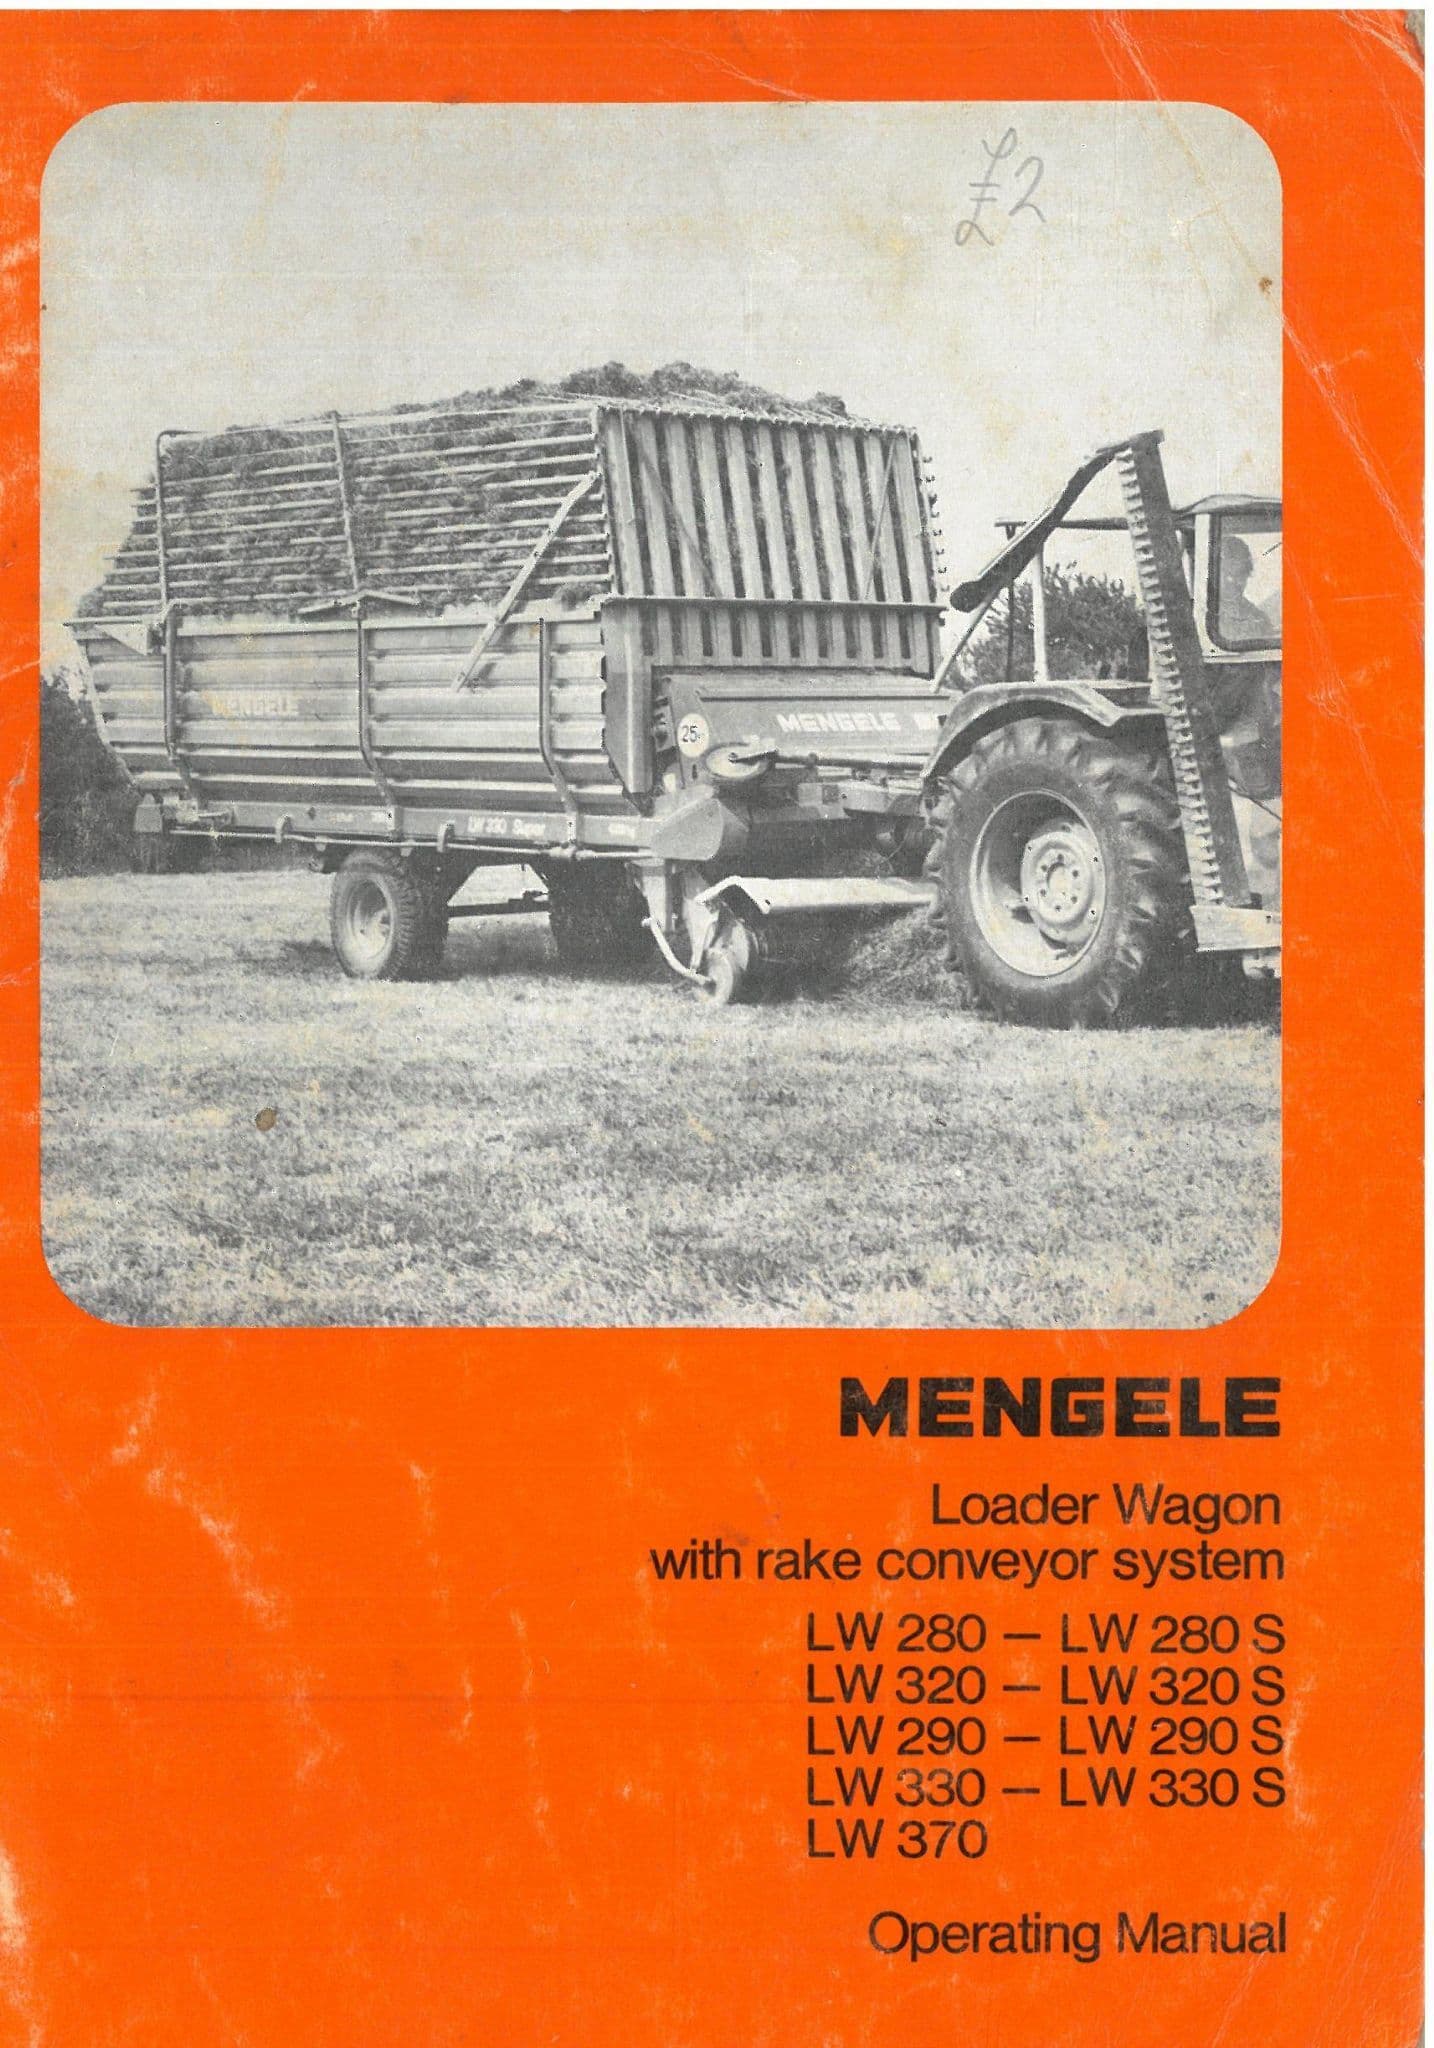 £2
MENGELE
25
MENGELE
LW 330 Super
MENGELE
Loader Wagon
with rake conveyor system
LW 280 – LW 280 S
LW 320 – LW 320 S
LW 290 – LW 290 S
LW 330 – LW 330 S
LW 370
Operating Manual